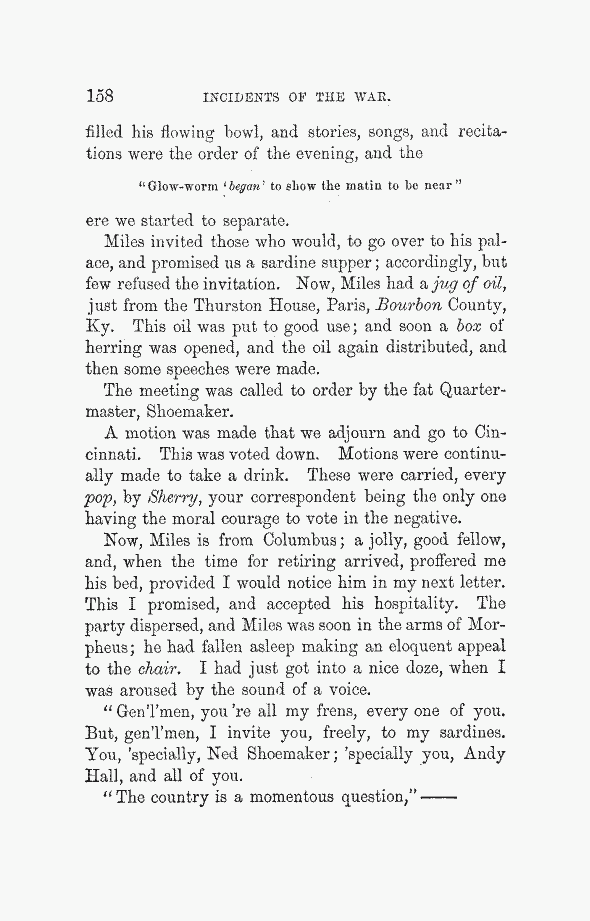 158 INCIDENTS OF THE WAR.
filled his flowing bowl, and stories, songs, and recita-
tions were the order of the evening, and the
"Glow-worm 'began' to show the matin to be near"
ere we started to separate.
Miles invited those who would, to go over to his pal-
ace, and promised us a sardine supper; accordingly, but
few refused the invitation. Now, Miles had a jug of oil,
just from the Thurston House, Paris, Bourbon County,
Ky. This oil was put to good use; and soon a box of
herring was opened, and the oil again distributed, and
then some speeches were made.
The meeting was called to order by the fat Quarter-
master, Shoemaker.
A motion was made that we adjourn and go to Cin-
cinnati. This was voted down. Motions were continu-
ally made to take a drink. These were carried, every
pop, by Sherry, your correspondent being the only one
having the moral courage to vote in the negative.
Now, Miles is from Columbus; a jolly, good fellow,
and, when the time for retiring arrived, proffered me
his bed, provided I would notice him in my next letter.
This I promised, and accepted his hospitality. The
party dispersed, and Miles was soon in the arms of Mor-
pheus; he had fallen asleep making an eloquent appeal
to the chair. I had just got into a nice doze, when I
was aroused by the sound of a voice.
"Gen'l'men, you're all my frens, every one of you.
But, gen'l'men, I invite you, freely, to my sardines.
You, 'specially, Ned Shoemaker; 'specially you, Andy
Hall, and all of you.
"The country is a momentous question,"——